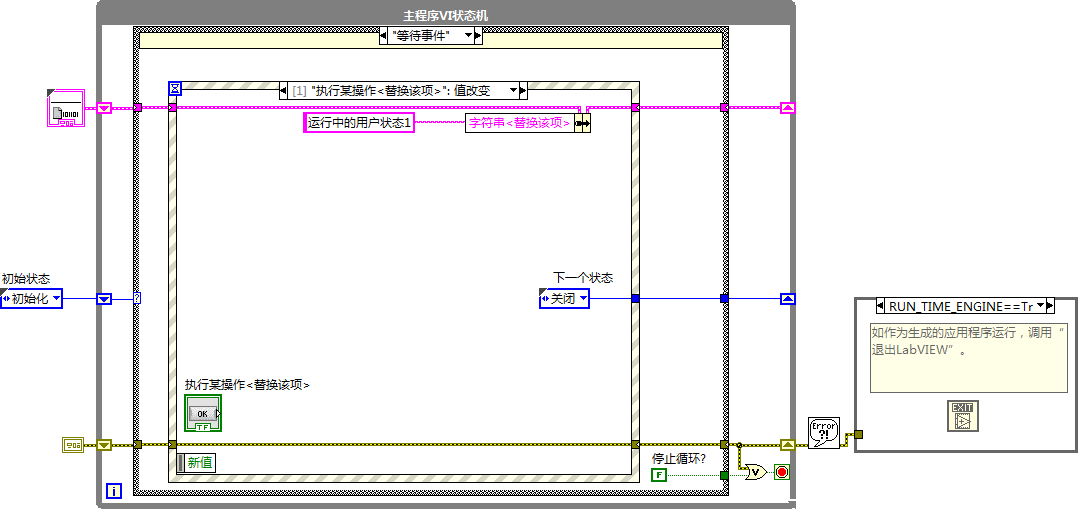 主程序VI状态机
"等待事件"
[1] "执行某操作<替换该项>": 值改变
运行中的用户状态1
字符串<替换该项>
初始状态
初始化
?
下一个状态
关闭
RUN_TIME_ENGINE==Tr
如作为生成的应用程序运行，调用“
退出LabVIEW”。
EXIT
执行某操作<替换该项>
OK
TF
Error
?!
新值
停止循环?
F
V
i